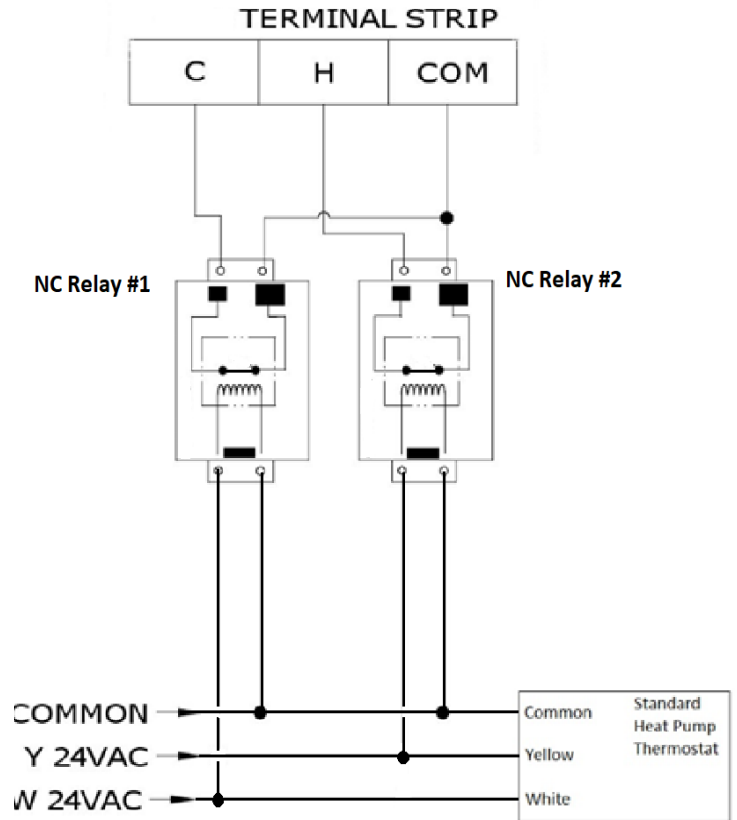 TERMINAL STRIP
C H COM
NC Relay #1
NC Relay #2
COMMON
Y 24VAC
W 24VAC
Common
Yellow
White
Standard
Heat Pump
Thermostat